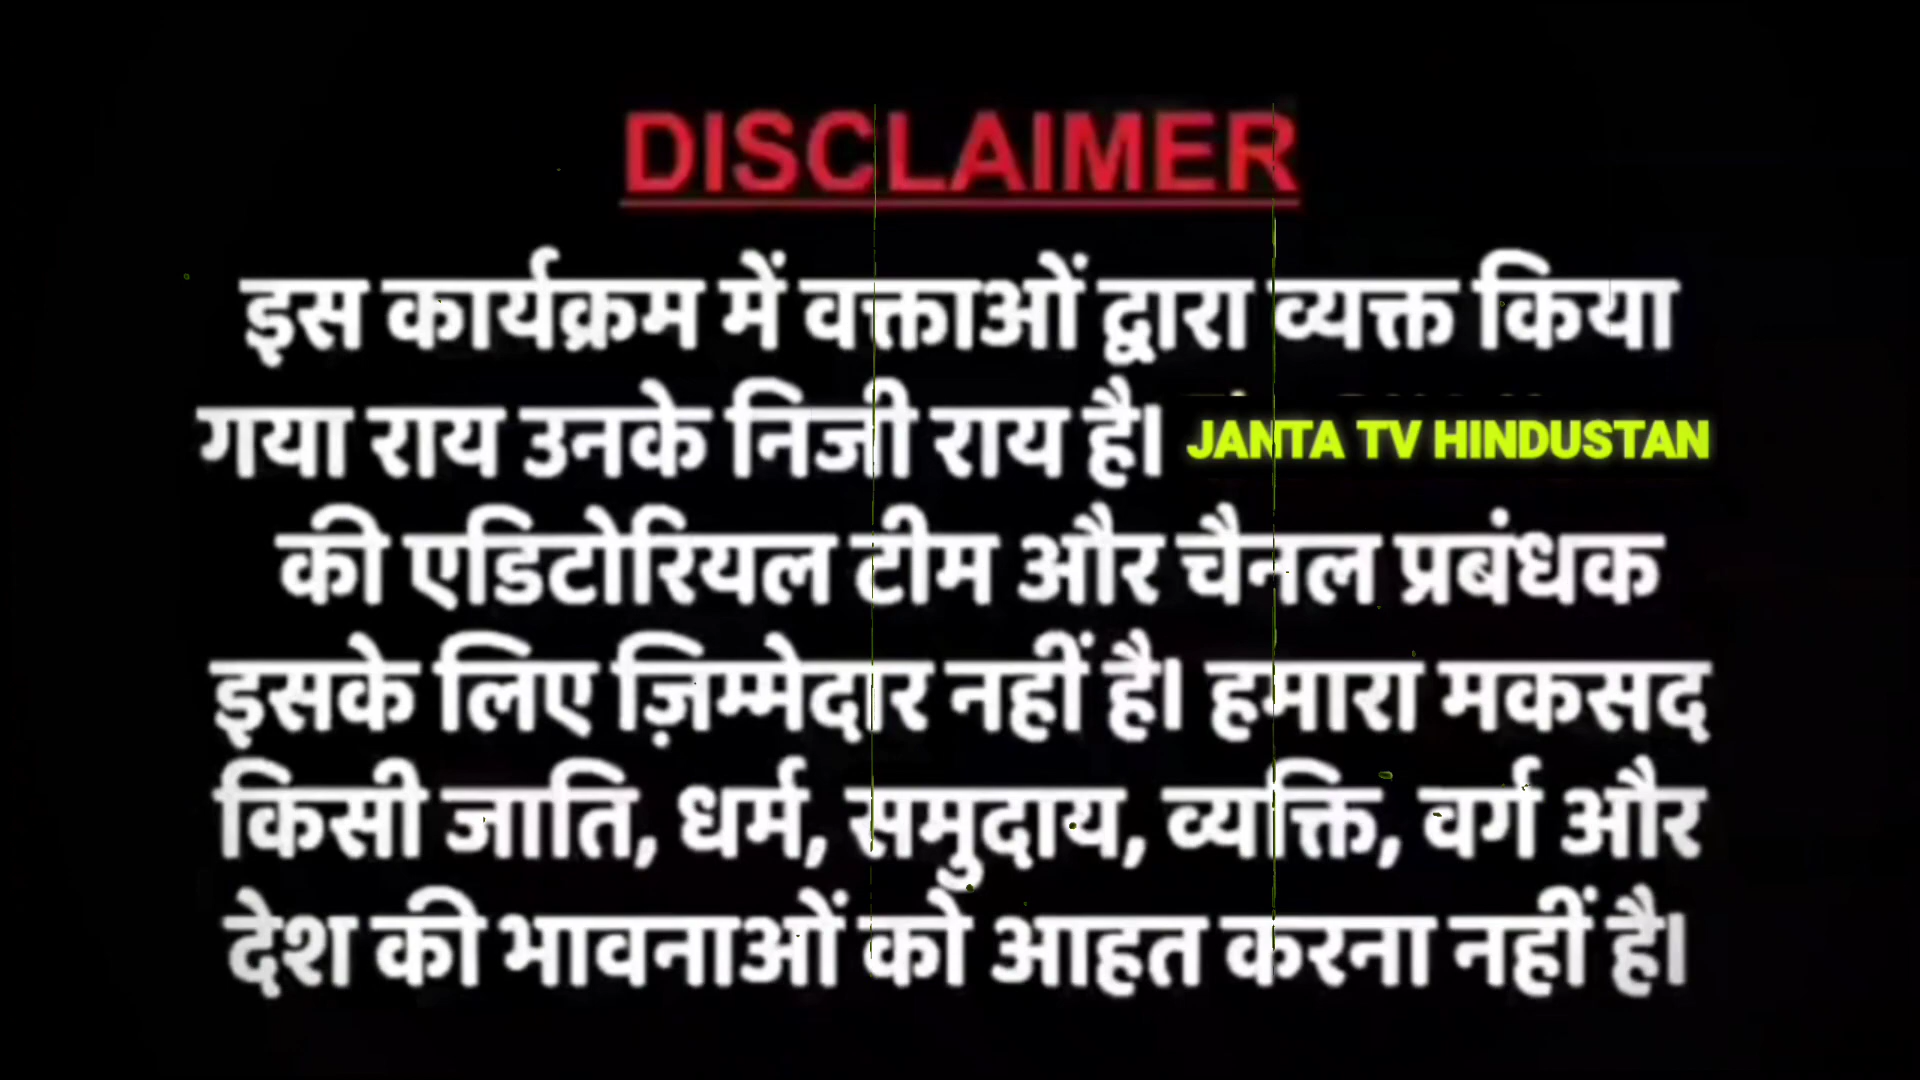 DISCLAIMER
इस कार्यक्रम में वक्ताओं द्वारा व्यक्त किया
गया राय उनके निजी राय है। JANTA TV HINDUSTAN
की एडिटोरियल टीम और चैनल प्रबंधक
इसके लिए ज़िम्मेदार नहीं है। हमारा मकसद
किसी जाति, धर्म, समुदाय, व्यक्ति, वर्ग और
देश की भावनाओं को आहत करना नहीं है।